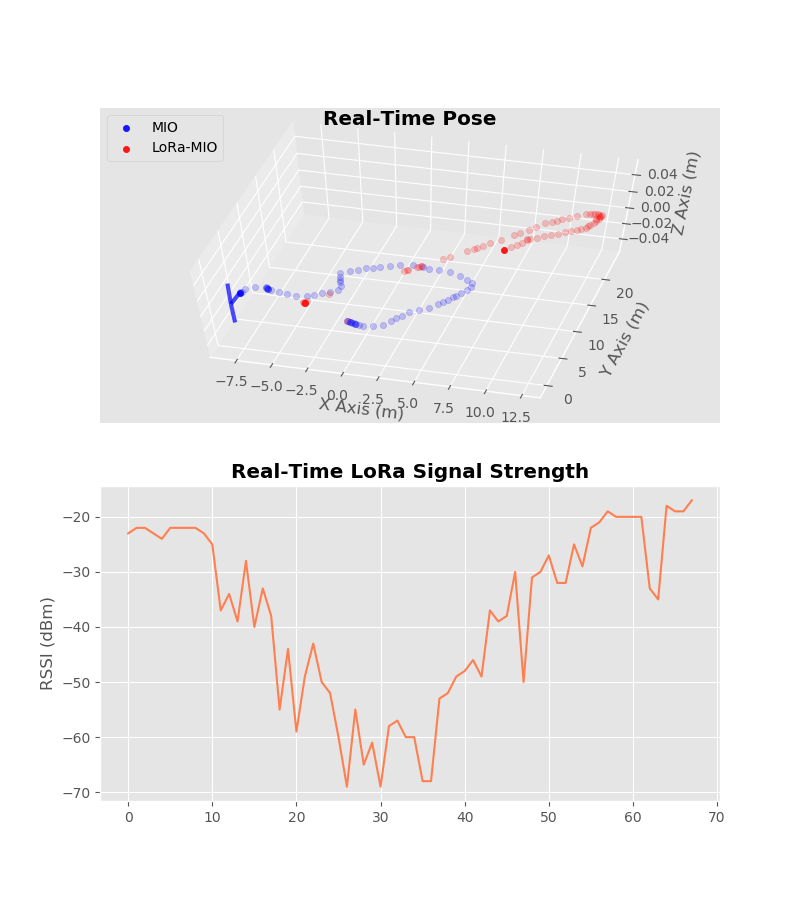 Real-Time Pose
MIO
LoRa-MIO
0.04
0.02
0.00
−0.02
−0.04
Z Axis (m)
20
15
10
5
0
Y Axis (m)
−7.5
−5.0
−2.5
0.0
2.5
5.0
7.5
10.0
12.5
X Axis (m)
Real-Time LoRa Signal Strength
−20
−30
−40
−50
−60
−70
RSSI (dBm)
0 10 20 30 40 50 60 70